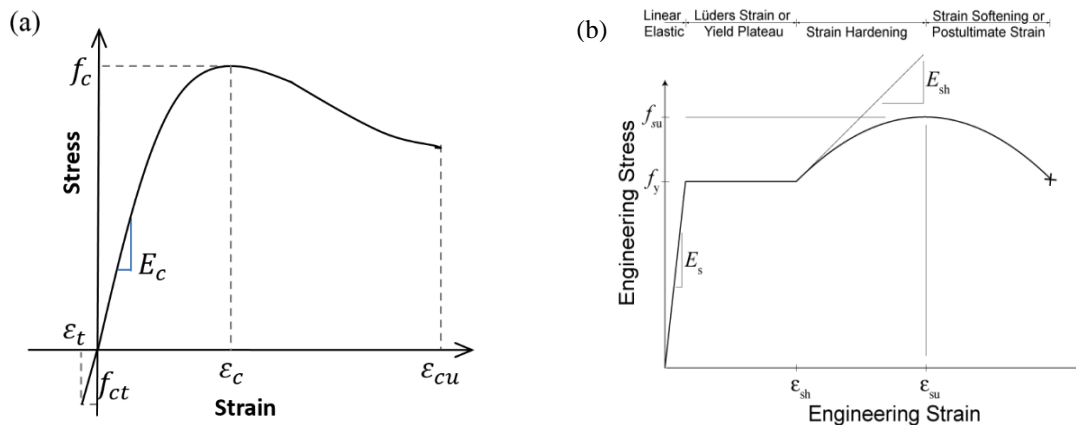 (a)
f_c
Stress
E_c
ε_t
f_ct
ε_c
ε_cu
Strain
(b)
Linear Elastic
Lüders Strain or Yield Plateau
Strain Hardening
Strain Softening or Postultimate Strain
E_sh
f_su
f_y
Engineering Stress
E_s
ε_sh
ε_su
Engineering Strain